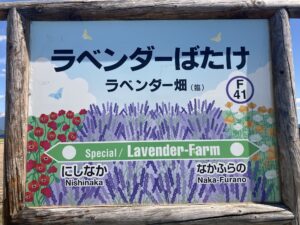 ラベンダーばたけ
ラベンダー畑（臨）
F
41
Special / Lavender-Farm
にしなか
Nishinaka
なかふらの
Naka-Furano